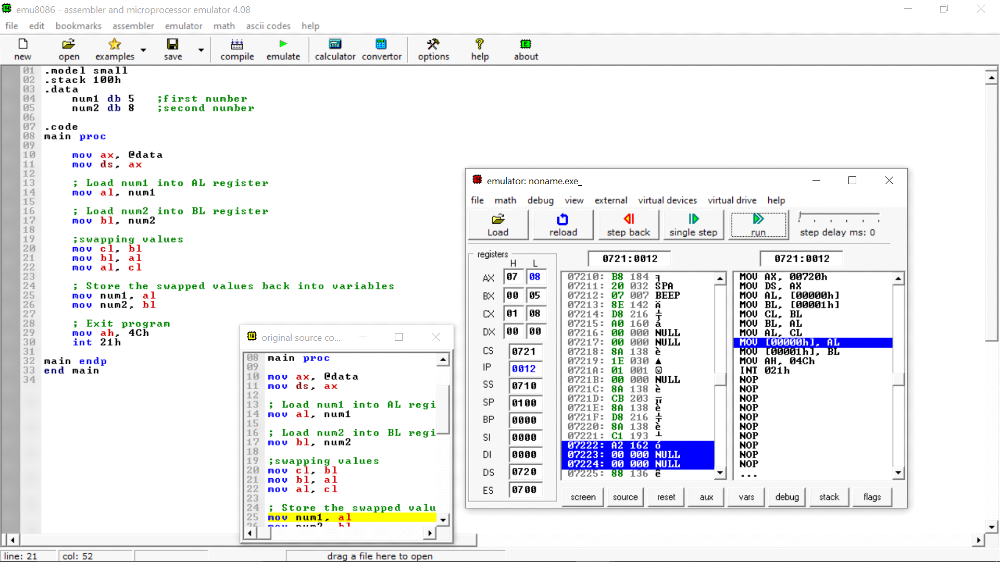 emu8086 - assembler and microprocessor emulator 4.08
file edit bookmarks assembler emulator math ascii codes help
new open examples save compile emulate calculator convertor options help about
01 .model small
02 .stack 100h
03 .data
04 num1 db 5 ;first number
05 num2 db 8 ;second number
06
07 .code
08 main proc
09
10 mov ax, @data
11 mov ds, ax
12
13 ; Load num1 into AL register
14 mov al, num1
15
16 ; Load num2 into BL register
17 mov bl, num2
18
19 ;swapping values
20 mov cl, bl
21 mov bl, al
22 mov al, cl
23
24 ; Store the swapped values back into variables
25 mov num1, al
26 mov num2, bl
27
28 ; Exit program
29 mov ah, 4Ch
30 int 21h
31
32 main endp
33 end main
34
original source co...
08 main proc
09
10 mov ax, @data
11 mov ds, ax
12
13 ; Load num1 into AL regi
14 mov al, num1
15
16 ; Load num2 into BL regi
17 mov bl, num2
18
19 ;swapping values
20 mov cl, bl
21 mov bl, al
22 mov al, cl
23
24 ; Store the swapped valu
25 mov num1, al
26 mov num2, bl
emulator: noname.exe_
file math debug view external virtual devices virtual drive help
Load reload step back single step run step delay ms: 0
registers
H L
AX 07 08
BX 00 05
CX 01 08
DX 00 00
CS 0721
IP 0012
SS 0710
SP 0100
BP 0000
SI 0000
DI 0000
DS 0720
ES 0700
0721:0012
07210: B8 184 ╕
07211: 20 032 SPA
07212: 07 007 BEEP
07213: 8E 142 Ä
07214: D8 216 ╪
07215: A0 160 á
07216: 00 000 NULL
07217: 00 000 NULL
07218: 8A 138 è
07219: 1E 030 ▲
0721A: 01 001 ☺
0721B: 00 000 NULL
0721C: 8A 138 è
0721D: CB 203 ╦
0721E: 8A 138 è
0721F: D8 216 ╪
07220: 8A 138 è
07221: C1 193 ┴
07222: A2 162 ó
07223: 00 000 NULL
07224: 00 000 NULL
07225: 88 136 ê
0721:0012
MOV AX, 00720h
MOV DS, AX
MOV AL, [00000h]
MOV BL, [00001h]
MOV CL, BL
MOV BL, AL
MOV AL, CL
MOV [00000h], AL
MOV [00001h], BL
MOV AH, 04Ch
INT 021h
NOP
NOP
NOP
NOP
NOP
NOP
NOP
NOP
NOP
NOP
...
screen source reset aux vars debug stack flags
line: 21 col: 52 drag a file here to open